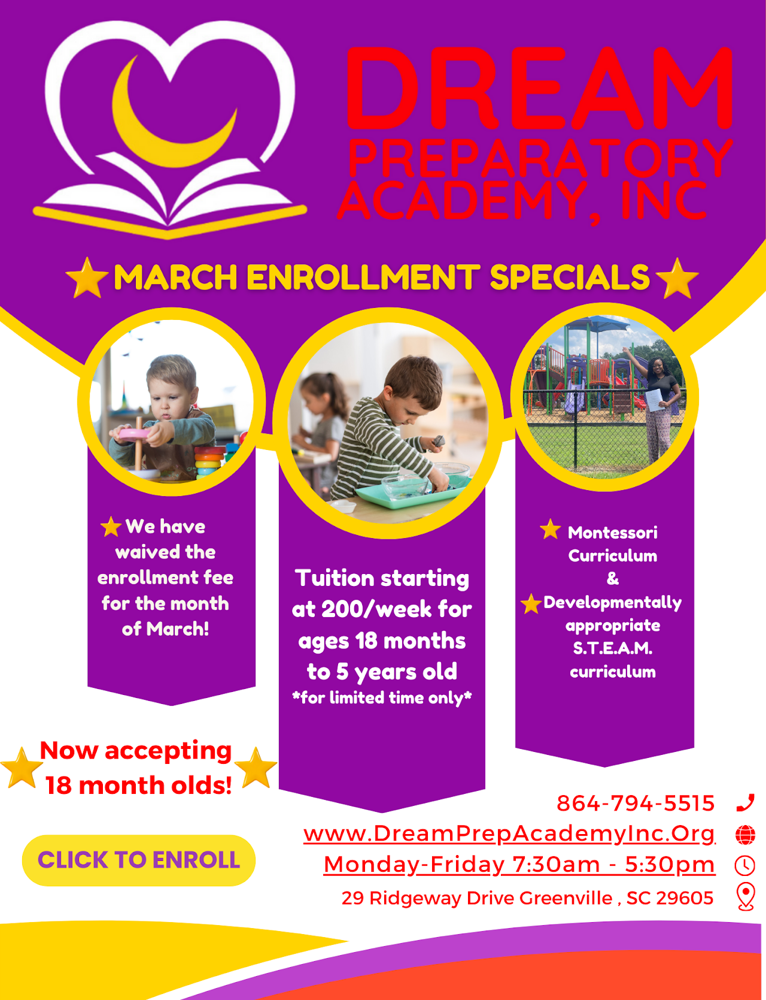 DREAM
PREPARATORY
ACADEMY, INC
MARCH ENROLLMENT SPECIALS
We have
waived the
enrollment fee
for the month
of March!
Tuition starting
at 200/week for
ages 18 months
to 5 years old
*for limited time only*
Montessori
Curriculum
&
Developmentally
appropriate
S.T.E.A.M.
curriculum
Now accepting
18 month olds!
CLICK TO ENROLL
864-794-5515
www.DreamPrepAcademyInc.Org
Monday-Friday 7:30am - 5:30pm
29 Ridgeway Drive Greenville , SC 29605